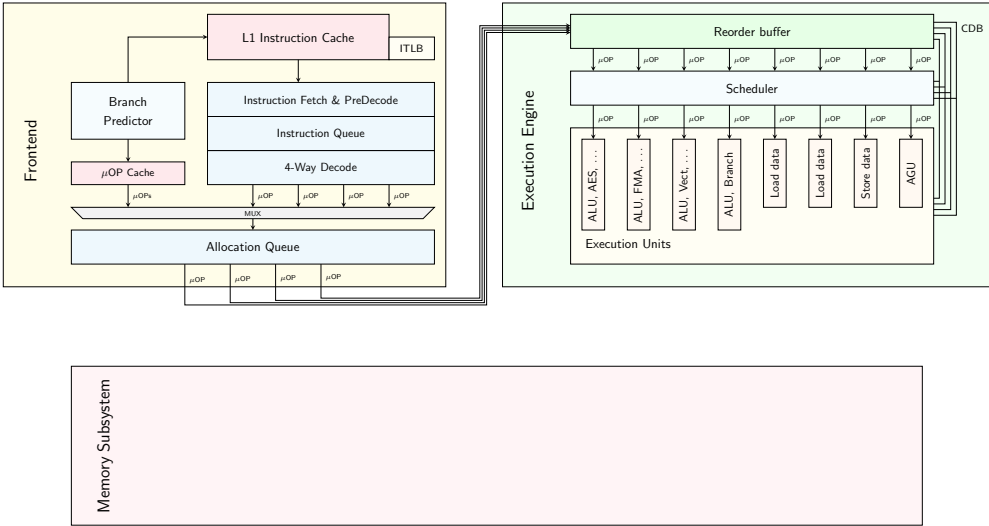 Frontend
L1 Instruction Cache
ITLB
Branch
Predictor
Instruction Fetch & PreDecode
Instruction Queue
4-Way Decode
μOP Cache
μOPs
μOP
μOP
μOP
μOP
MUX
Allocation Queue
μOP
μOP
μOP
μOP
Execution Engine
Reorder buffer
CDB
μOP
μOP
μOP
μOP
μOP
μOP
μOP
μOP
Scheduler
μOP
μOP
μOP
μOP
μOP
μOP
μOP
μOP
ALU, AES, ...
ALU, FMA, ...
ALU, Vect, ...
ALU, Branch
Load data
Load data
Store data
AGU
Execution Units
Memory Subsystem